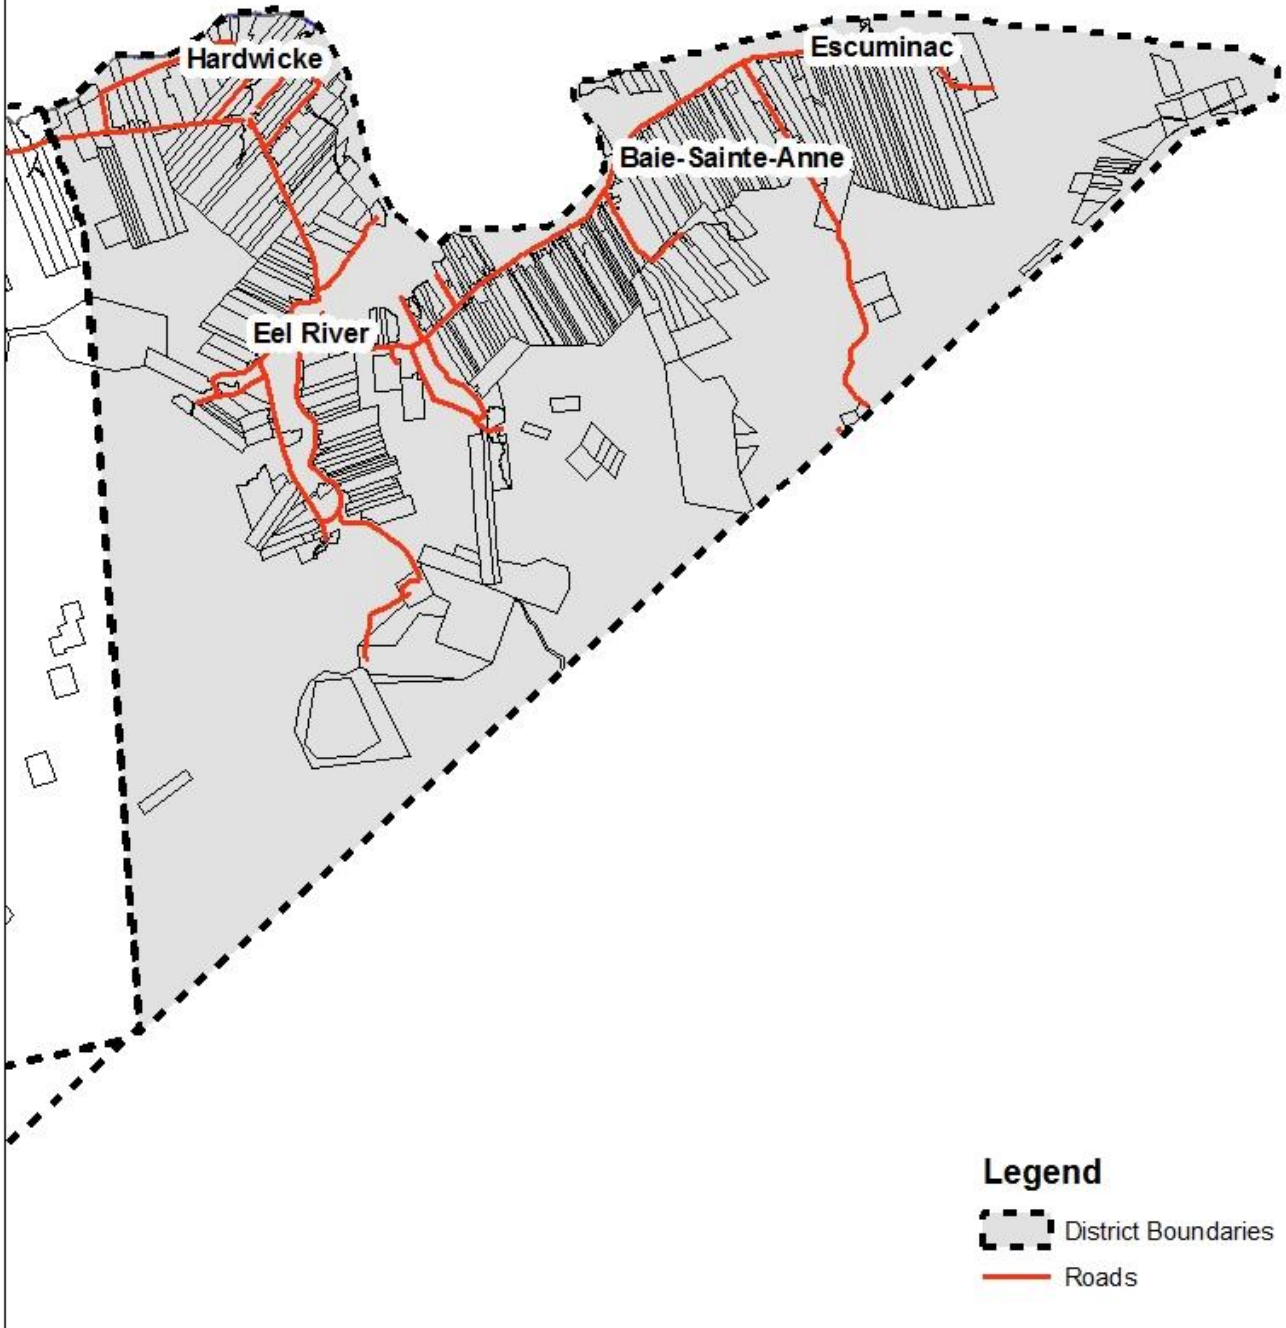 Escuminac
Hardwicke
Baie-Sainte-Anne
Eel River
Legend
District Boundaries
Roads